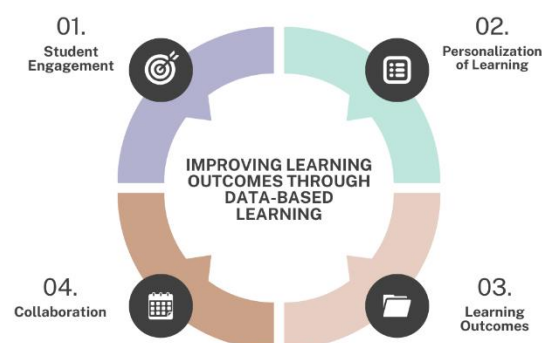 01.
Student
Engagement
02.
Personalization
of Learning
IMPROVING LEARNING
OUTCOMES THROUGH
DATA-BASED
LEARNING
04.
Collaboration
03.
Learning
Outcomes